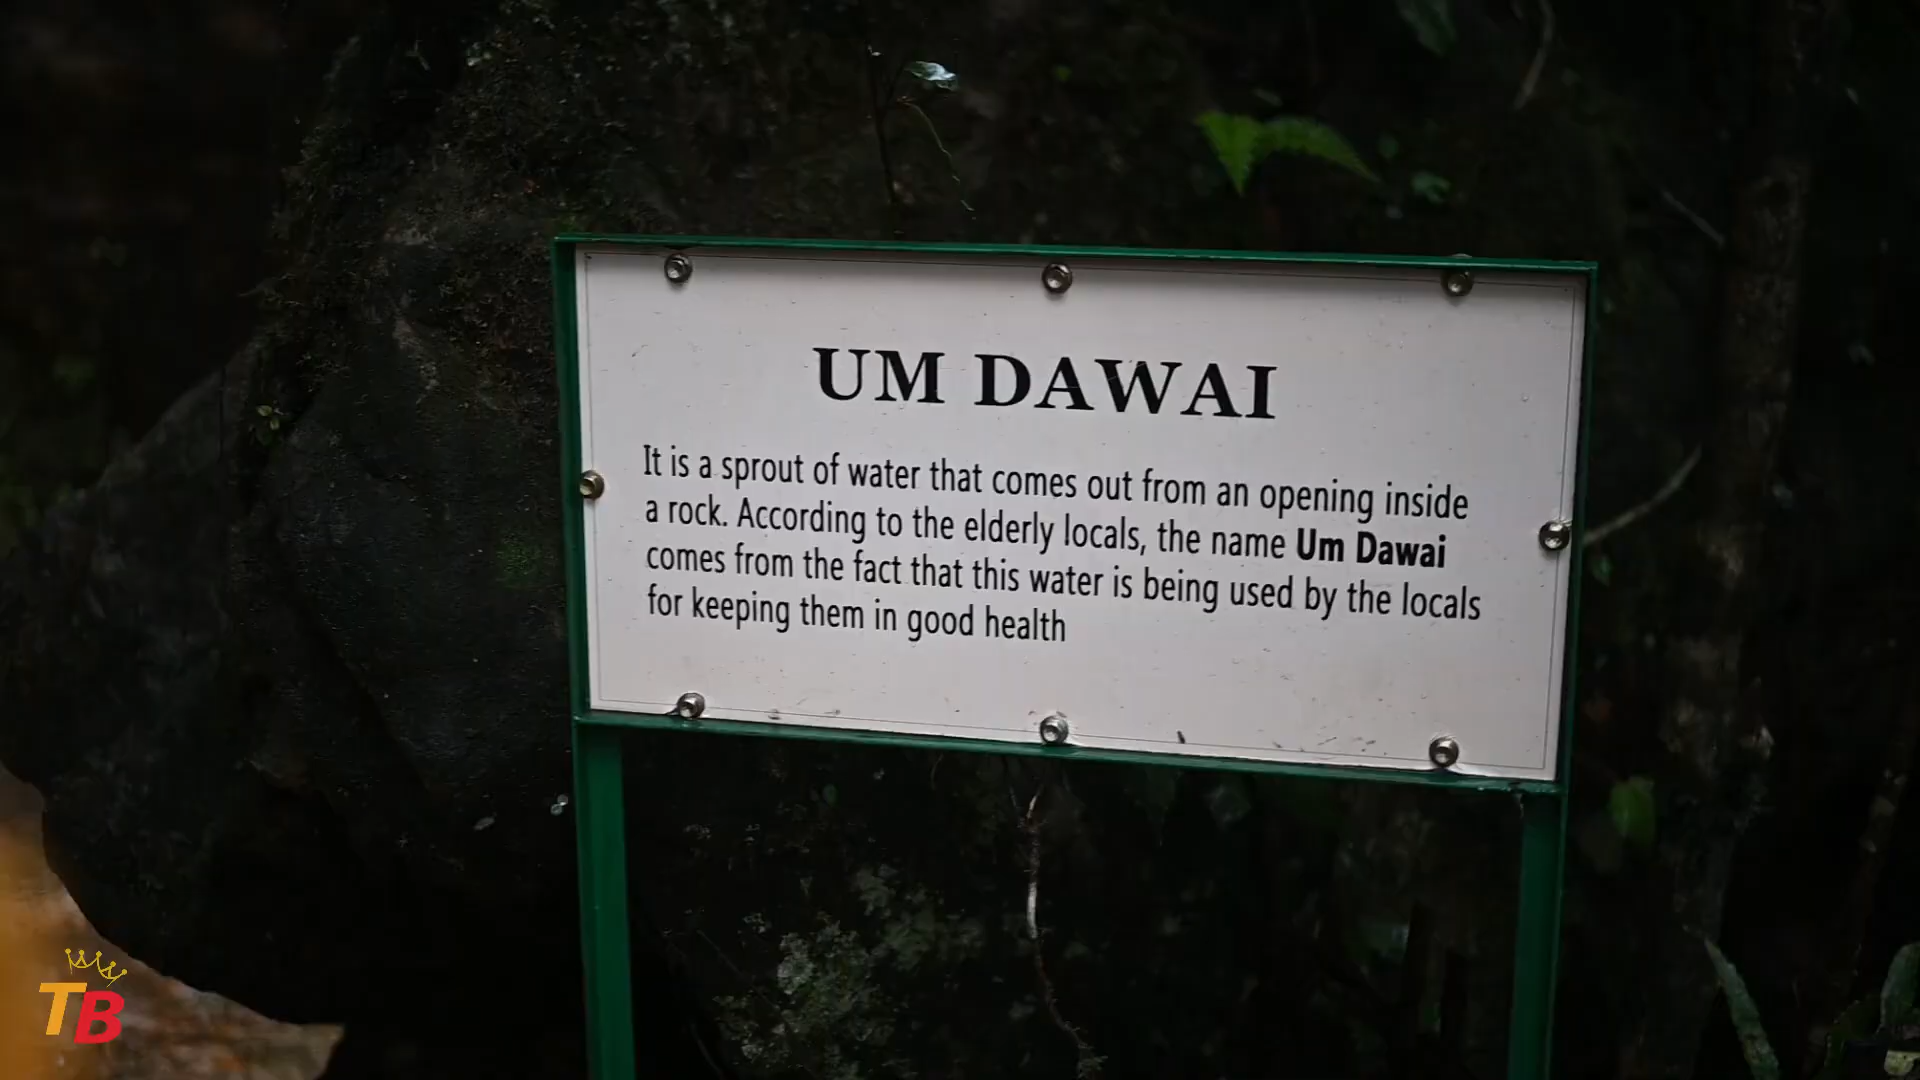 UM DAWAI
It is a sprout of water that comes out from an opening inside
a rock. According to the elderly locals, the name Um Dawai
comes from the fact that this water is being used by the locals
for keeping them in good health
TB